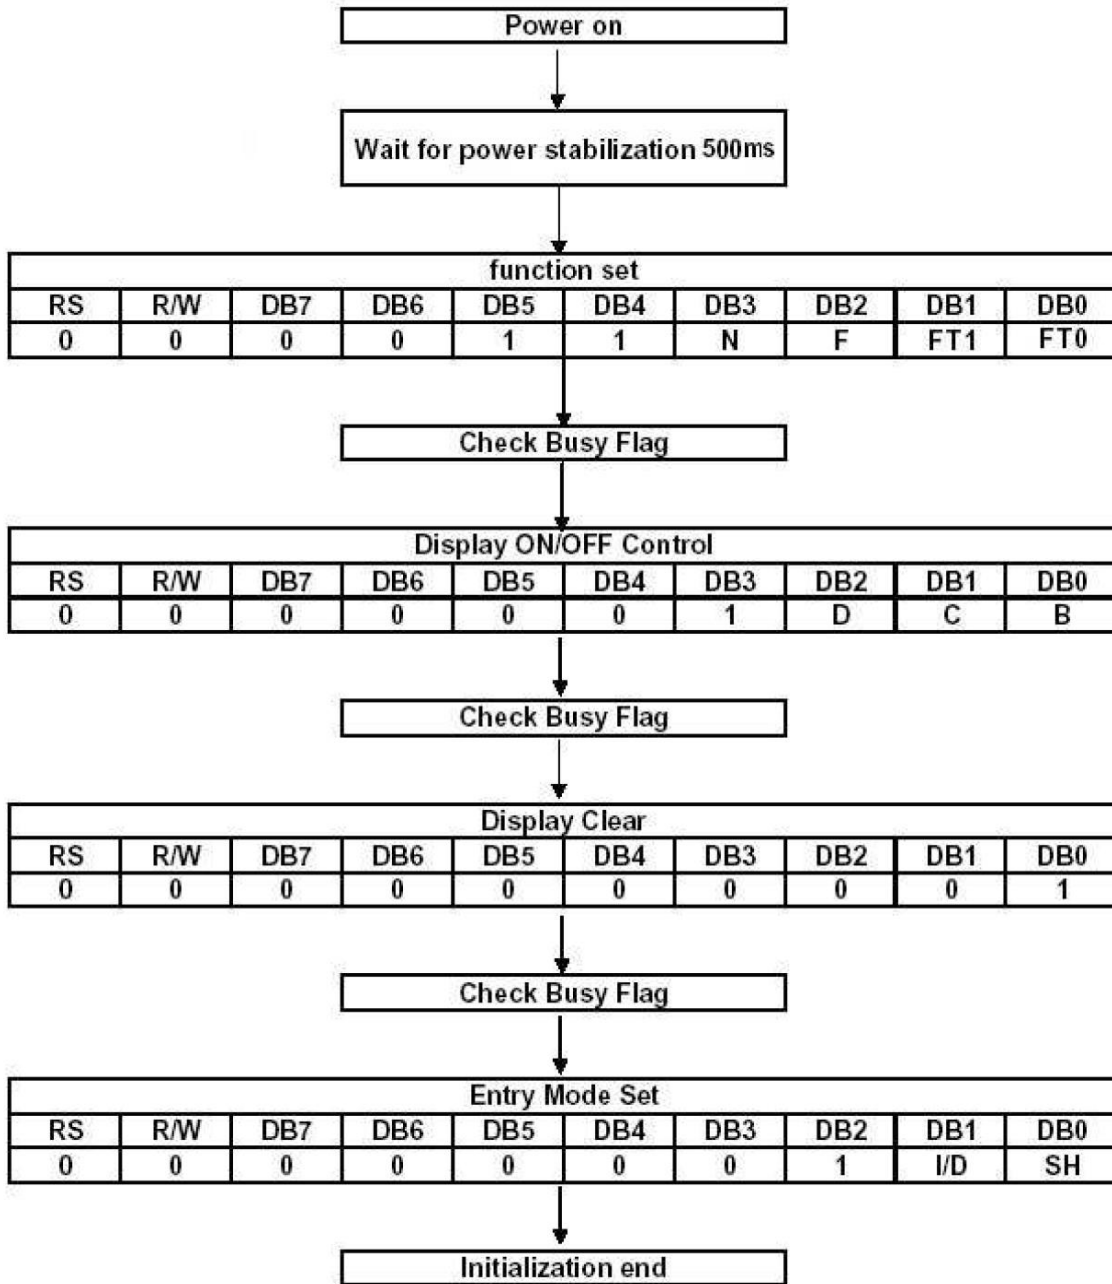 Power on
Wait for power stabilization 500ms
function set
RS R/W DB7 DB6 DB5 DB4 DB3 DB2 DB1 DB0
0 0 0 0 1 1 N F FT1 FT0
Check Busy Flag
Display ON/OFF Control
RS R/W DB7 DB6 DB5 DB4 DB3 DB2 DB1 DB0
0 0 0 0 0 0 1 D C B
Check Busy Flag
Display Clear
RS R/W DB7 DB6 DB5 DB4 DB3 DB2 DB1 DB0
0 0 0 0 0 0 0 0 0 1
Check Busy Flag
Entry Mode Set
RS R/W DB7 DB6 DB5 DB4 DB3 DB2 DB1 DB0
0 0 0 0 0 0 0 1 I/D SH
Initialization end